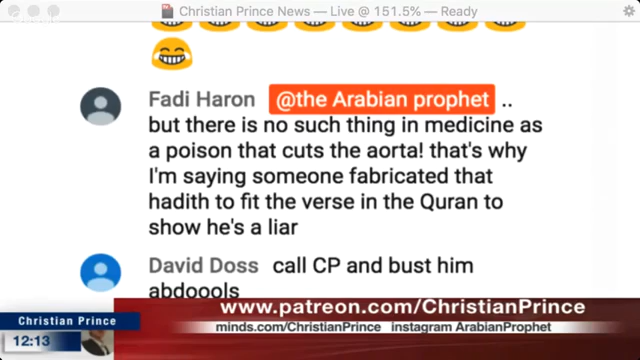 Christian Prince News — Live @ 151.5% — Ready
Fadi Haron @the Arabian prophet ..
but there is no such thing in medicine as
a poison that cuts the aorta! that's why
I'm saying someone fabricated that
hadith to fit the verse in the Quran to
show he's a liar
David Doss call CP and bust him
abdoools
www.patreon.com/ChristianPrince
Christian Prince
minds.com/ChristianPrince instagram ArabianProphet
12:13